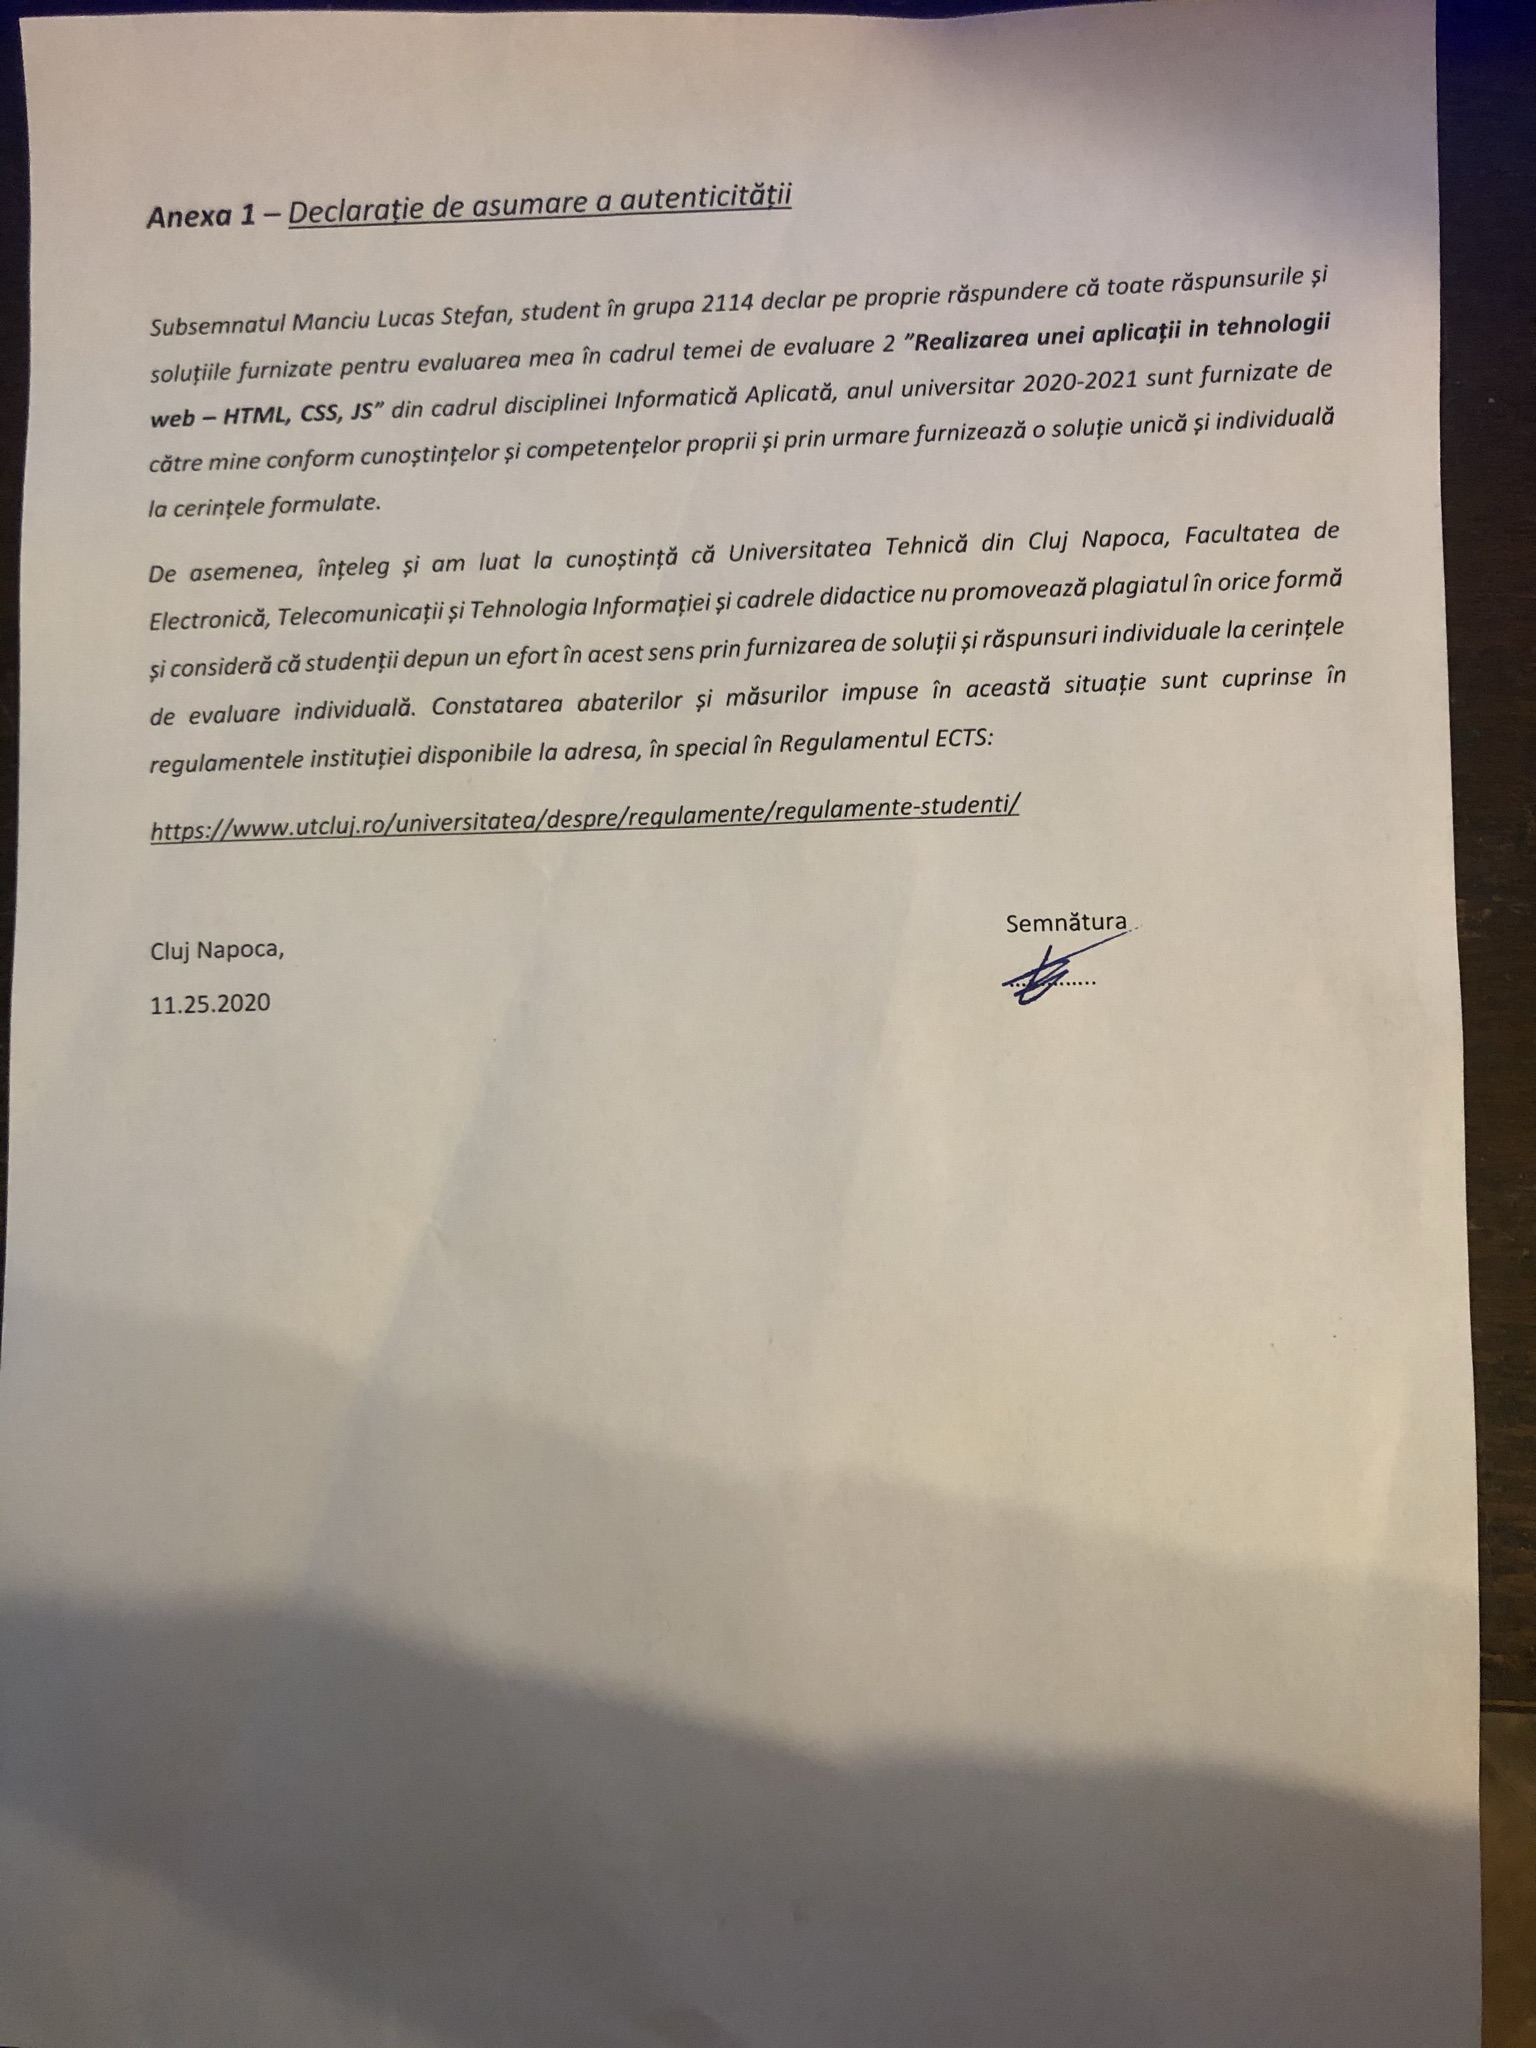 Anexa 1 – Declarație de asumare a autenticității
Subsemnatul Manciu Lucas Stefan, student în grupa 2114 declar pe proprie răspundere că toate răspunsurile și
soluțiile furnizate pentru evaluarea mea în cadrul temei de evaluare 2 ”Realizarea unei aplicații in tehnologii
web – HTML, CSS, JS” din cadrul disciplinei Informatică Aplicată, anul universitar 2020-2021 sunt furnizate de
către mine conform cunoștințelor și competențelor proprii și prin urmare furnizează o soluție unică și individuală
la cerințele formulate.
De asemenea, înțeleg și am luat la cunoștință că Universitatea Tehnică din Cluj Napoca, Facultatea de
Electronică, Telecomunicații și Tehnologia Informației și cadrele didactice nu promovează plagiatul în orice formă
și consideră că studenții depun un efort în acest sens prin furnizarea de soluții și răspunsuri individuale la cerințele
de evaluare individuală. Constatarea abaterilor și măsurilor impuse în această situație sunt cuprinse în
regulamentele instituției disponibile la adresa, în special în Regulamentul ECTS:
https://www.utcluj.ro/universitatea/despre/regulamente/regulamente-studenti/
Semnătura
Cluj Napoca,
11.25.2020